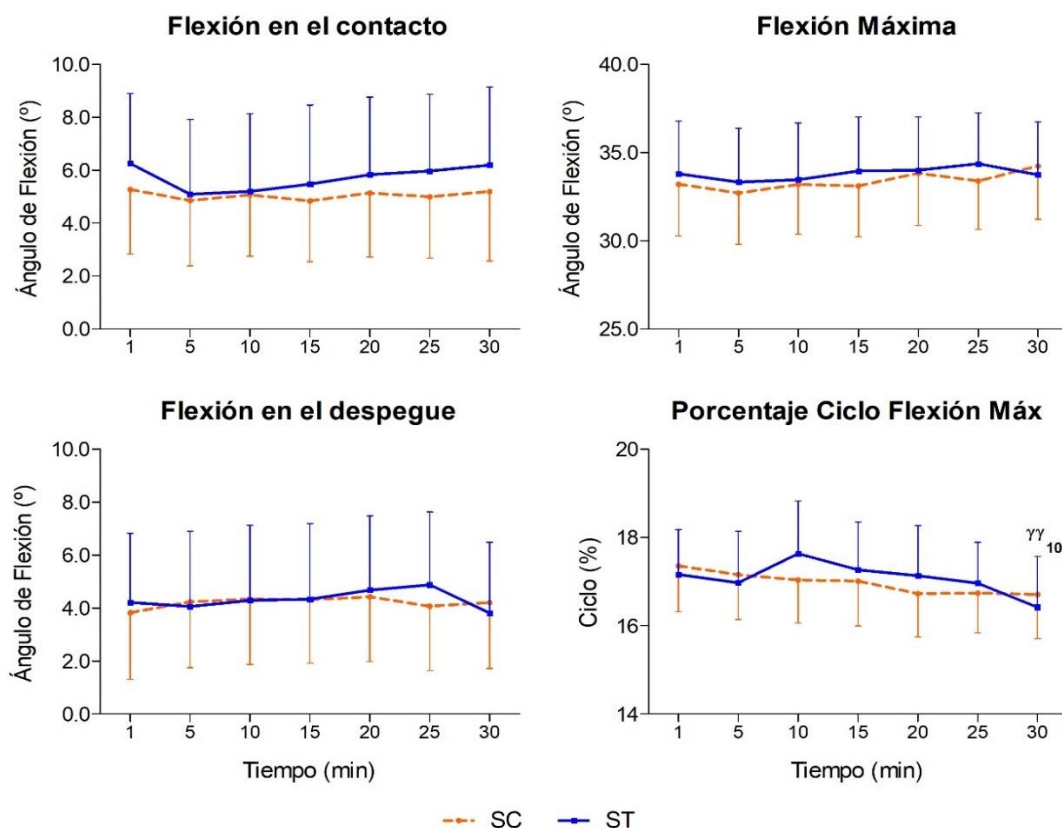 Flexión en el contacto
Ángulo de Flexión (º)
10.0
8.0
6.0
4.0
2.0
0.0
1 5 10 15 20 25 30
Flexión Máxima
Ángulo de Flexión (º)
40.0
35.0
30.0
25.0
1 5 10 15 20 25 30
Flexión en el despegue
Ángulo de Flexión (º)
10.0
8.0
6.0
4.0
2.0
0.0
1 5 10 15 20 25 30
Tiempo (min)
Porcentaje Ciclo Flexión Máx
Ciclo (%)
20
18
16
14
γγ10
1 5 10 15 20 25 30
Tiempo (min)
SC ST